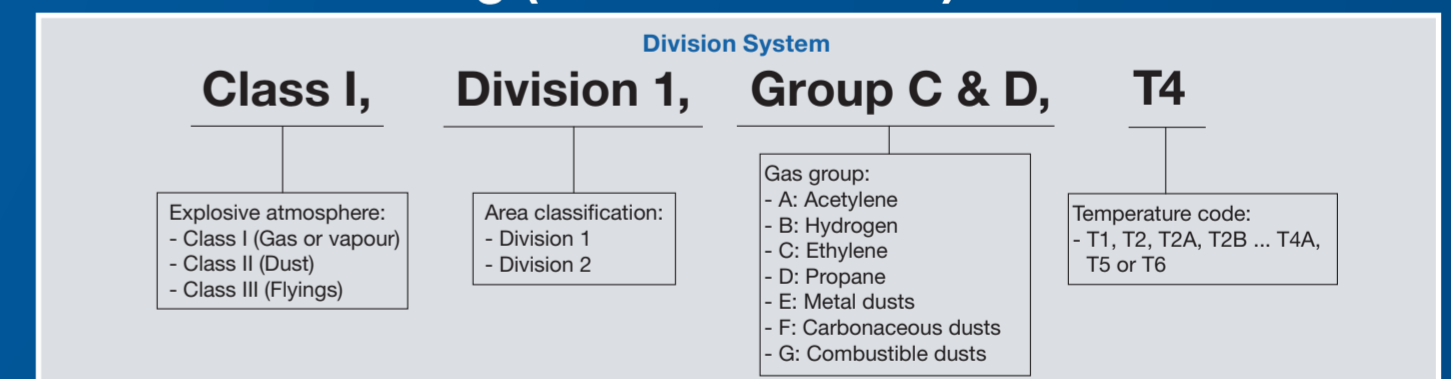 Division System
Class I,
Division 1,
Group C & D,
T4
Explosive atmosphere:
- Class I (Gas or vapour)
- Class II (Dust)
- Class III (Flyings)
Area classification:
- Division 1
- Division 2
Gas group:
- A: Acetylene
- B: Hydrogen
- C: Ethylene
- D: Propane
- E: Metal dusts
- F: Carbonaceous dusts
- G: Combustible dusts
Temperature code:
- T1, T2, T2A, T2B ... T4A,
T5 or T6